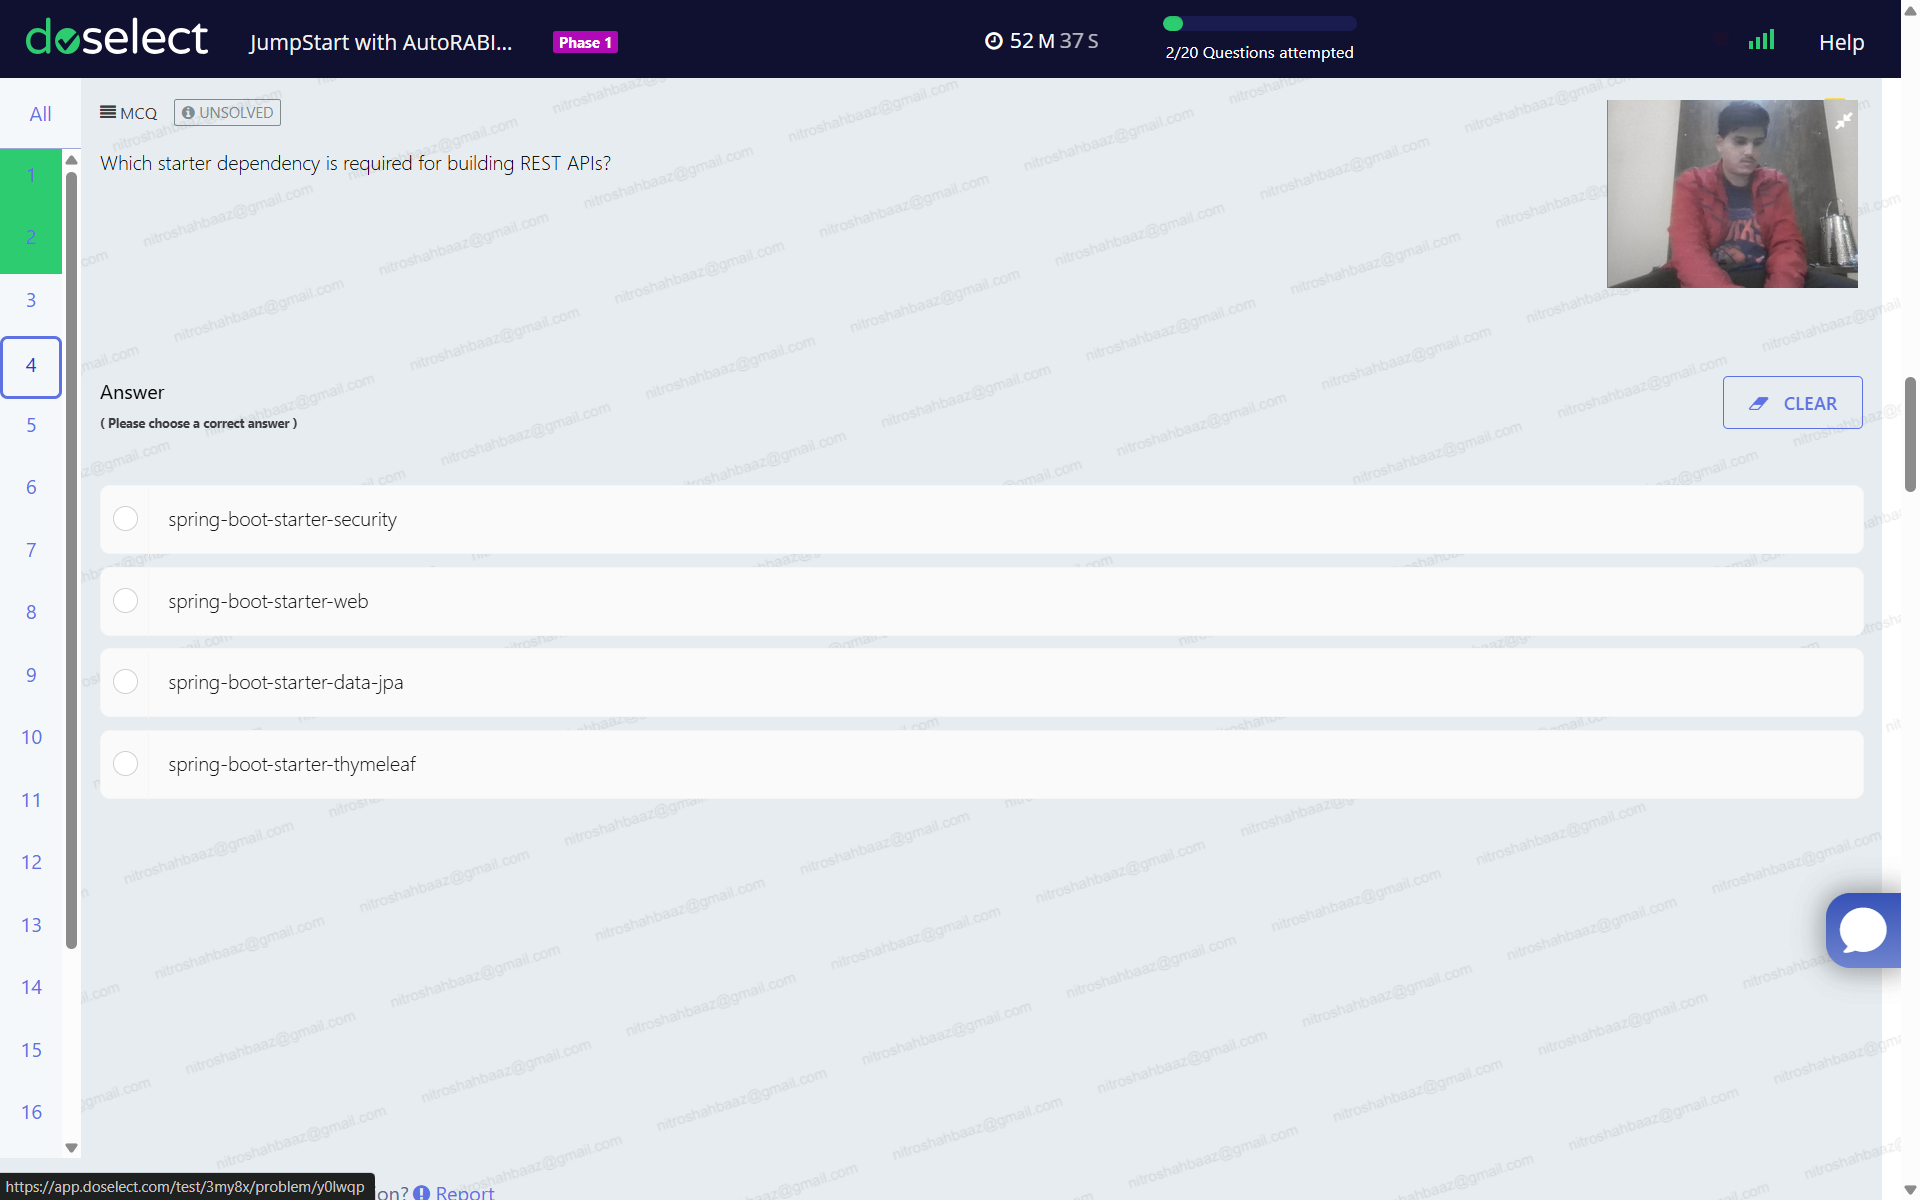 doselect
JumpStart with AutoRABI...
Phase 1
52 M 37 S
2/20 Questions attempted
Help
All
MCQ
UNSOLVED
Which starter dependency is required for building REST APIs?
1
2
3
4
5
6
7
8
9
10
11
12
13
14
15
16
Answer
( Please choose a correct answer )
CLEAR
spring-boot-starter-security
spring-boot-starter-web
spring-boot-starter-data-jpa
spring-boot-starter-thymeleaf
nitroshahbaaz@gmail.com
https://app.doselect.com/test/3my8x/problem/y0lwqp
on? Report